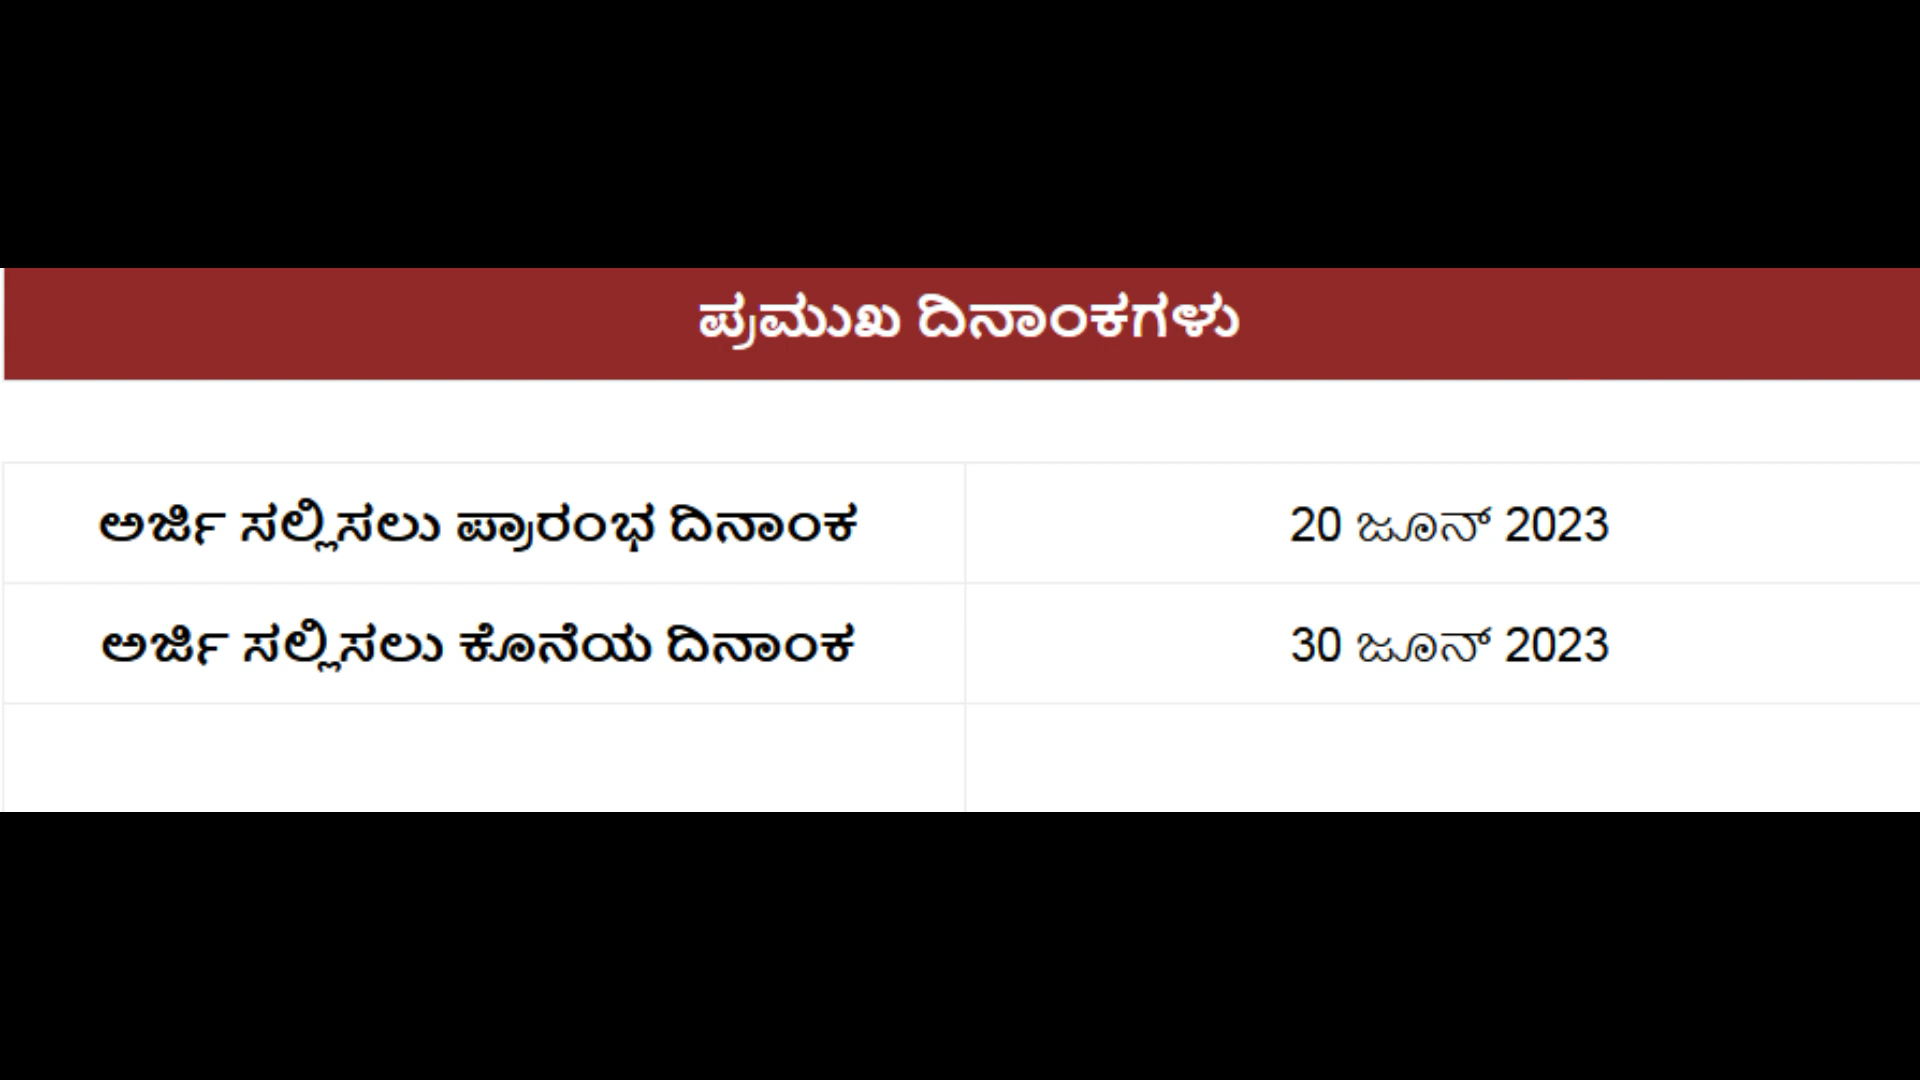 ಪ್ರಮುಖ ದಿನಾಂಕಗಳು
ಅರ್ಜಿ ಸಲ್ಲಿಸಲು ಪ್ರಾರಂಭ ದಿನಾಂಕ 20 ಜೂನ್ 2023
ಅರ್ಜಿ ಸಲ್ಲಿಸಲು ಕೊನೆಯ ದಿನಾಂಕ 30 ಜೂನ್ 2023